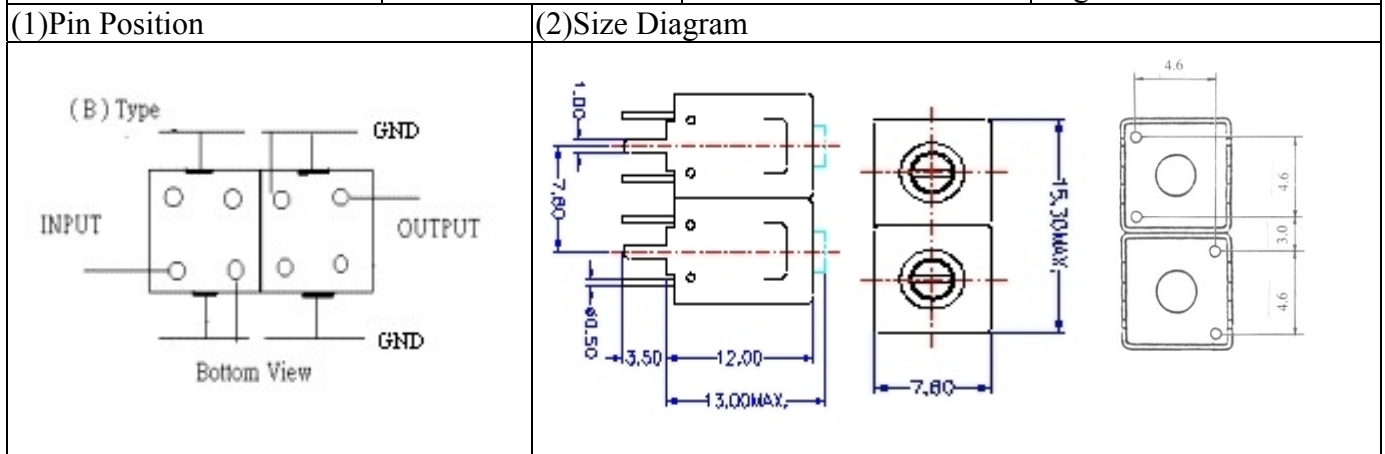 (1)Pin Position
(2)Size Diagram
(B) Type
GND
INPUT
OUTPUT
GND
Bottom View
1.00
7.80
ø0.50
3.50
12.00
13.00MAX.
15.30MAX.
7.80
4.6
4.6
3.0
4.6